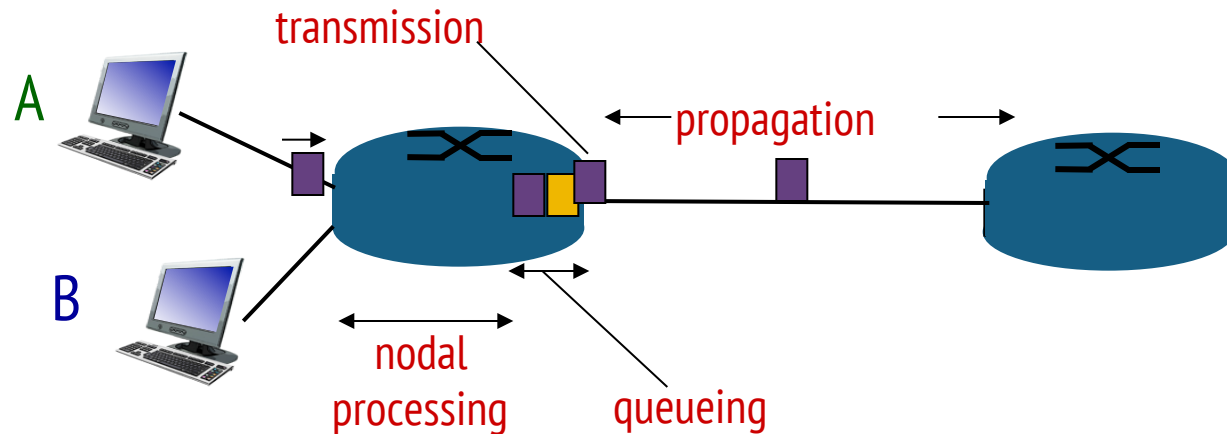 transmission
A
propagation
B
nodal
processing
queueing